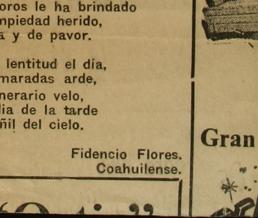 oros le ha brindado
mpiedad herido,
a y de pavor.
lentitud el día,
maradas arde,
nerario velo,
lia de la tarde
ñil del cielo.
Fidencio Flores.
Coahuilense.
Gran